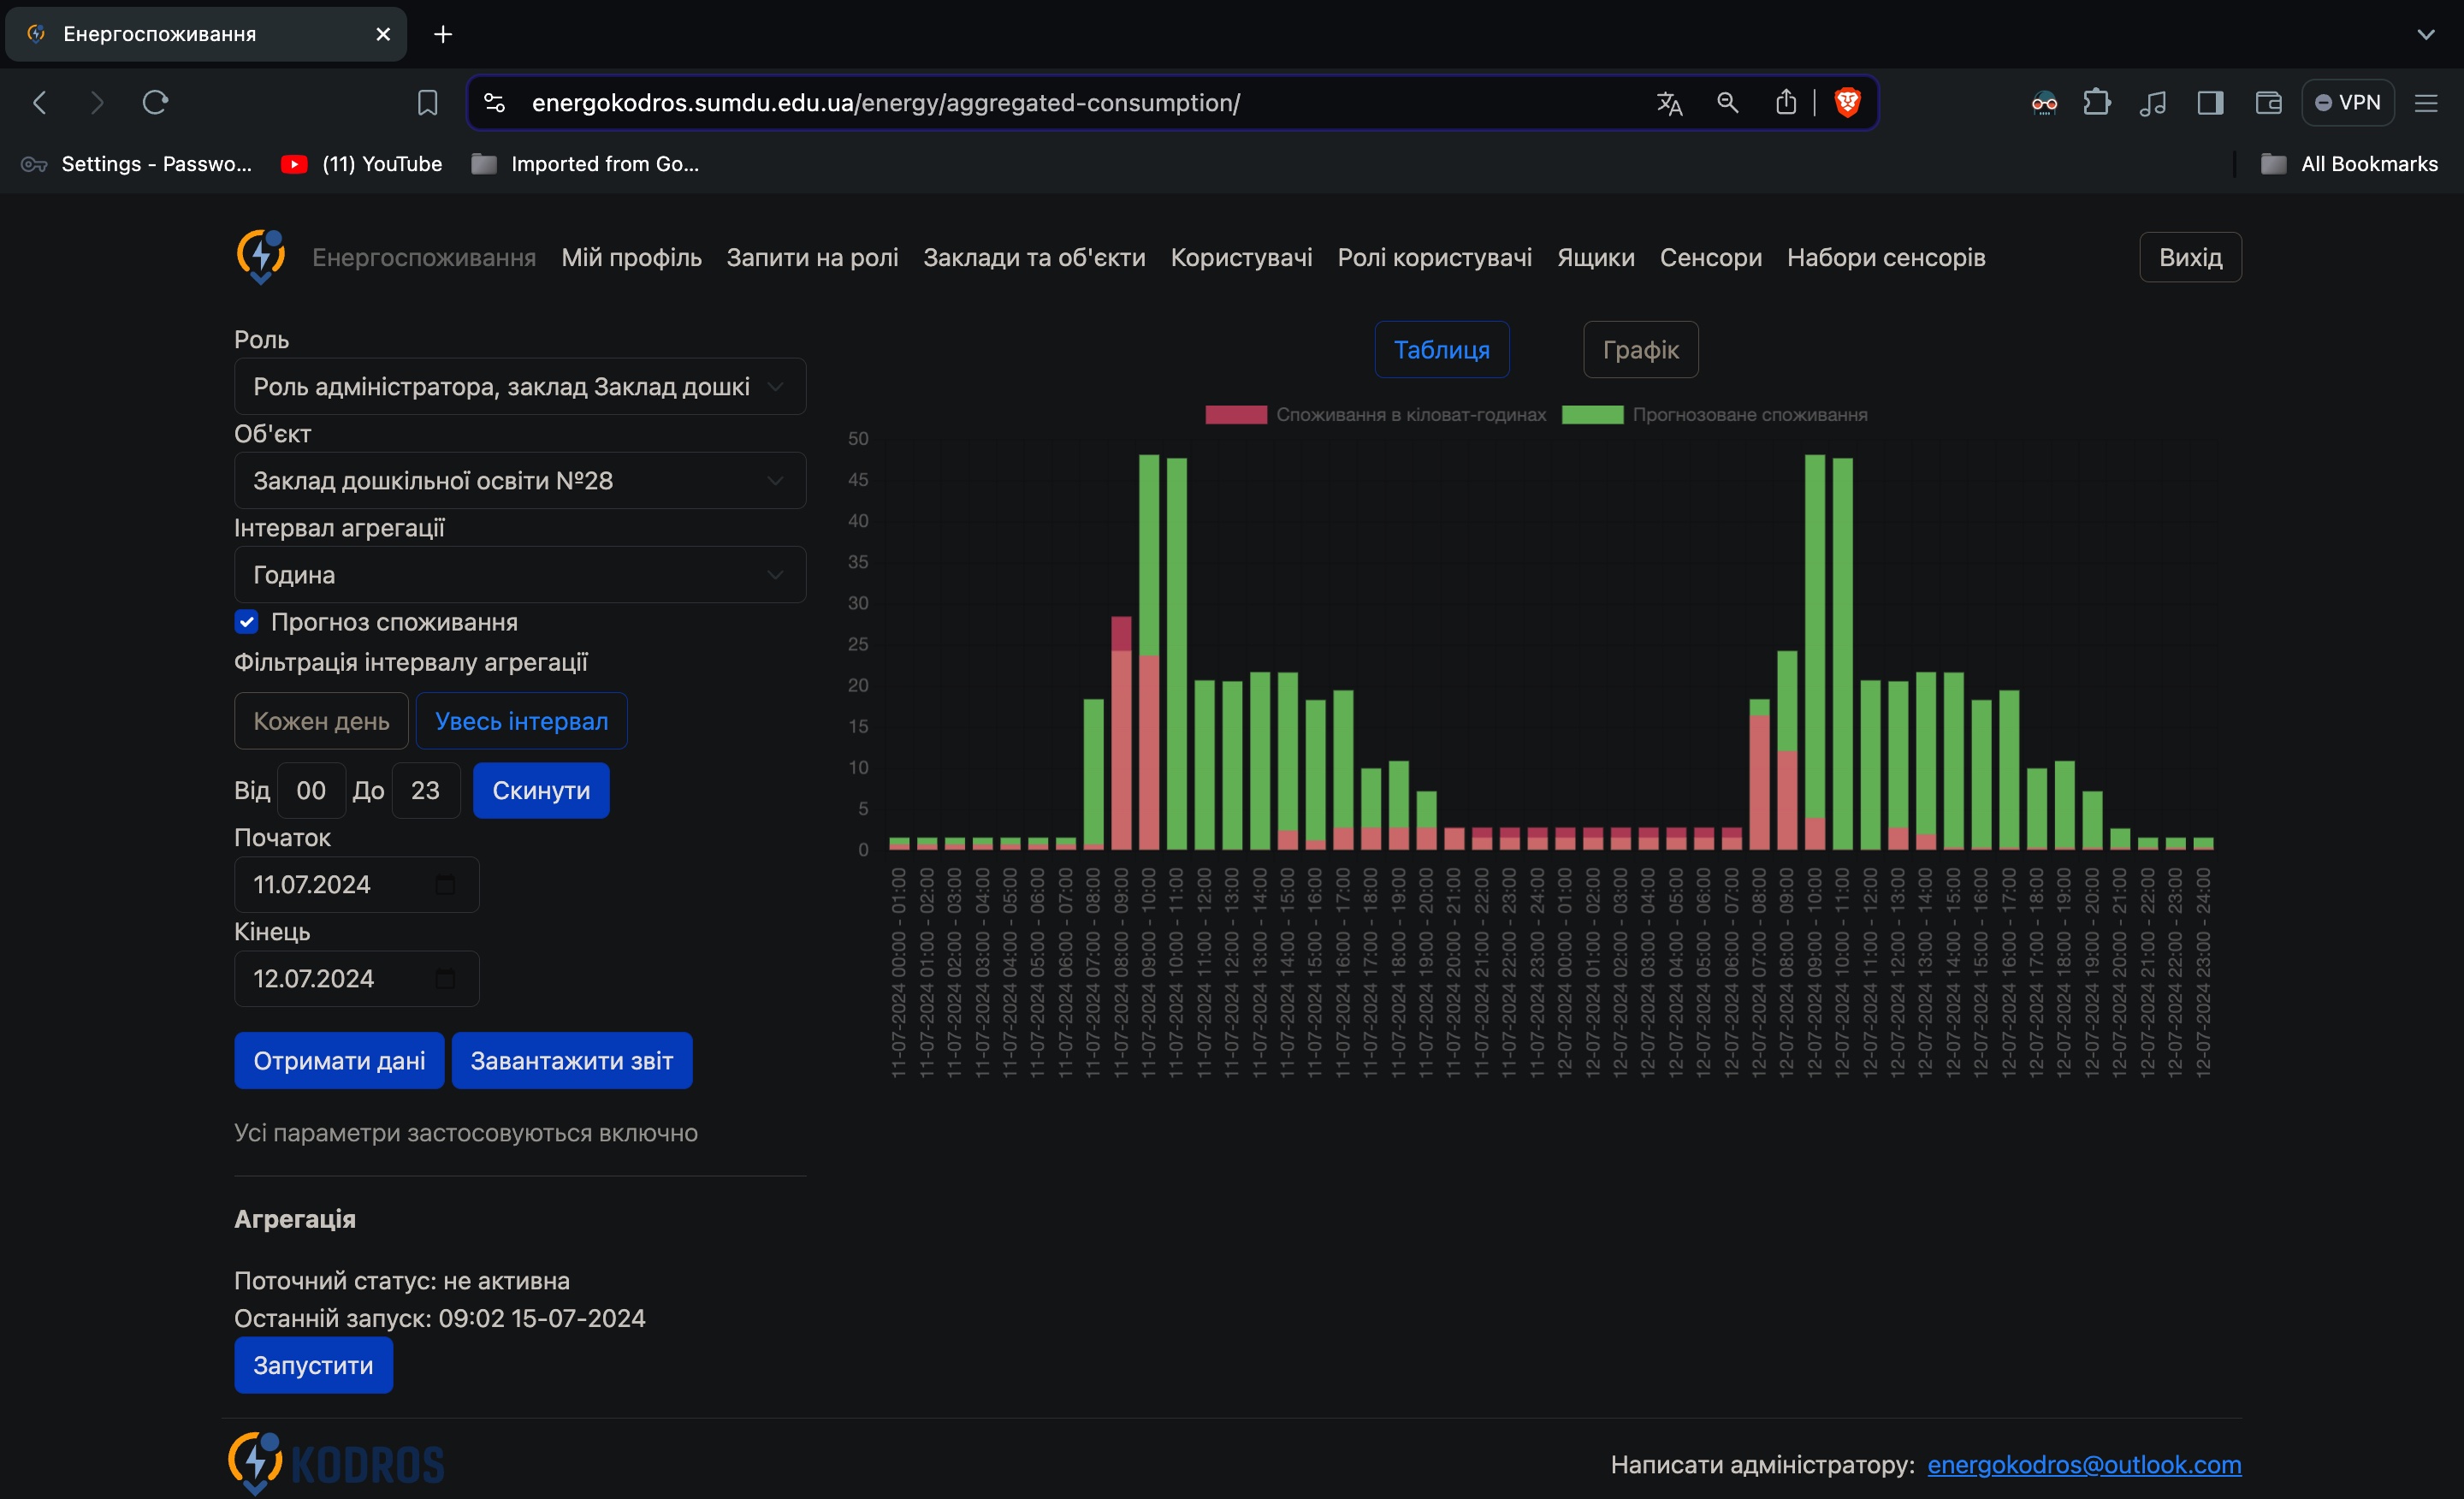 Енергоспоживання
energokodros.sumdu.edu.ua/energy/aggregated-consumption/
VPN
Settings - Passwo...
(11) YouTube
Imported from Go...
All Bookmarks
Енергоспоживання
Мій профіль
Запити на ролі
Заклади та об'єкти
Користувачі
Ролі користувачі
Ящики
Сенсори
Набори сенсорів
Вихід
Роль
Роль адміністратора, заклад Заклад дошкі
Об'єкт
Заклад дошкільної освіти №28
Інтервал агрегації
Година
Прогноз споживання
Фільтрація інтервалу агрегації
Кожен день
Увесь інтервал
Від 00 До 23 Скинути
Початок
11.07.2024
Кінець
12.07.2024
Отримати дані
Завантажити звіт
Усі параметри застосовуються включно
Агрегація
Поточний статус: не активна
Останній запуск: 09:02 15-07-2024
Запустити
Таблиця
Графік
Споживання в кіловат-годинах
Прогнозоване споживання
50
45
40
35
30
25
20
15
10
5
0
11-07-2024 00:00 - 01:00
11-07-2024 01:00 - 02:00
11-07-2024 02:00 - 03:00
11-07-2024 03:00 - 04:00
11-07-2024 04:00 - 05:00
11-07-2024 05:00 - 06:00
11-07-2024 06:00 - 07:00
11-07-2024 07:00 - 08:00
11-07-2024 08:00 - 09:00
11-07-2024 09:00 - 10:00
11-07-2024 10:00 - 11:00
11-07-2024 11:00 - 12:00
11-07-2024 12:00 - 13:00
11-07-2024 13:00 - 14:00
11-07-2024 14:00 - 15:00
11-07-2024 15:00 - 16:00
11-07-2024 16:00 - 17:00
11-07-2024 17:00 - 18:00
11-07-2024 18:00 - 19:00
11-07-2024 19:00 - 20:00
11-07-2024 20:00 - 21:00
11-07-2024 21:00 - 22:00
11-07-2024 22:00 - 23:00
11-07-2024 23:00 - 24:00
12-07-2024 00:00 - 01:00
12-07-2024 01:00 - 02:00
12-07-2024 02:00 - 03:00
12-07-2024 03:00 - 04:00
12-07-2024 04:00 - 05:00
12-07-2024 05:00 - 06:00
12-07-2024 06:00 - 07:00
12-07-2024 07:00 - 08:00
12-07-2024 08:00 - 09:00
12-07-2024 09:00 - 10:00
12-07-2024 10:00 - 11:00
12-07-2024 11:00 - 12:00
12-07-2024 12:00 - 13:00
12-07-2024 13:00 - 14:00
12-07-2024 14:00 - 15:00
12-07-2024 15:00 - 16:00
12-07-2024 16:00 - 17:00
12-07-2024 17:00 - 18:00
12-07-2024 18:00 - 19:00
12-07-2024 19:00 - 20:00
12-07-2024 20:00 - 21:00
12-07-2024 21:00 - 22:00
12-07-2024 22:00 - 23:00
12-07-2024 23:00 - 24:00
KODROS
Написати адміністратору: energokodros@outlook.com